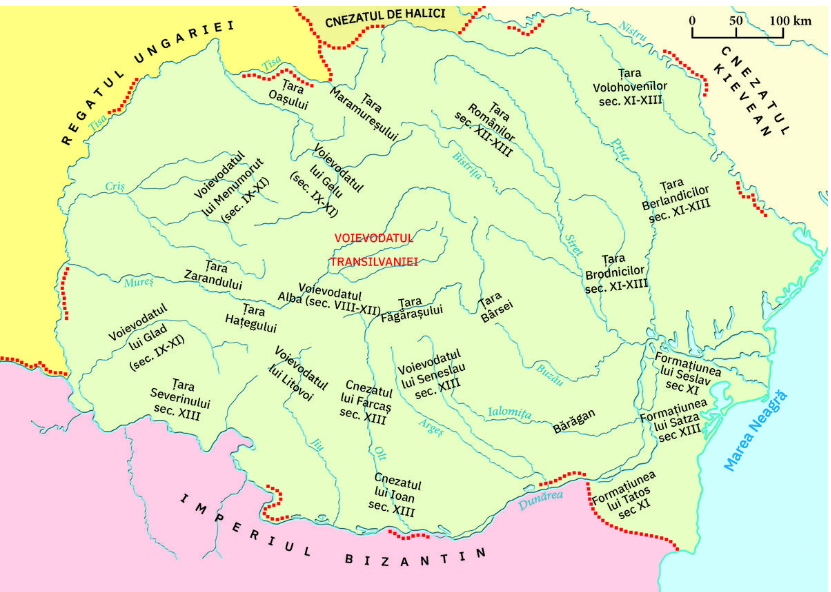 CNEZATUL DE HALICI
0 50 100 km
REGATUL UNGARIEI
Nistru
CNEZATUL
KIEVEAN
Tisa
Tisa
Țara
Oașului
Țara
Maramureșului
Țara
Românilor
sec. XII-XIII
Țara
Volohovenilor
sec. XI-XIII
Prut
Bistrița
Voievodatul
lui Menumorut
(sec. IX-XI)
Voievodatul
lui Gelu
(sec. IX-XI)
Criș
Țara
Berlandicilor
sec. XI-XIII
Siret
VOIEVODATUL
TRANSILVANIEI
Țara
Brodnicilor
sec. XI-XIII
Mureș
Țara
Zarandului
Voievodatul
Alba (sec. VIII-XII)
Țara
Făgărașului
Țara
Bârsei
Țara
Hațegului
Voievodatul
lui Glad
(sec. IX-XI)
Voievodatul
lui Litovoi
Voievodatul
lui Seneslau
sec. XIII
Buzău
Formațiunea
lui Seslav
sec XI
Țara
Severinului
sec. XIII
Cnezatul
lui Farcaș
sec. XIII
Ialomița
Bărăgan
Formațiunea
lui Satza
sec XIII
Marea Neagră
Argeș
Jiu
Olt
Cnezatul
lui Ioan
sec. XIII
Dunărea
Formațiunea
lui Tatos
sec XI
IMPERIUL BIZANTIN